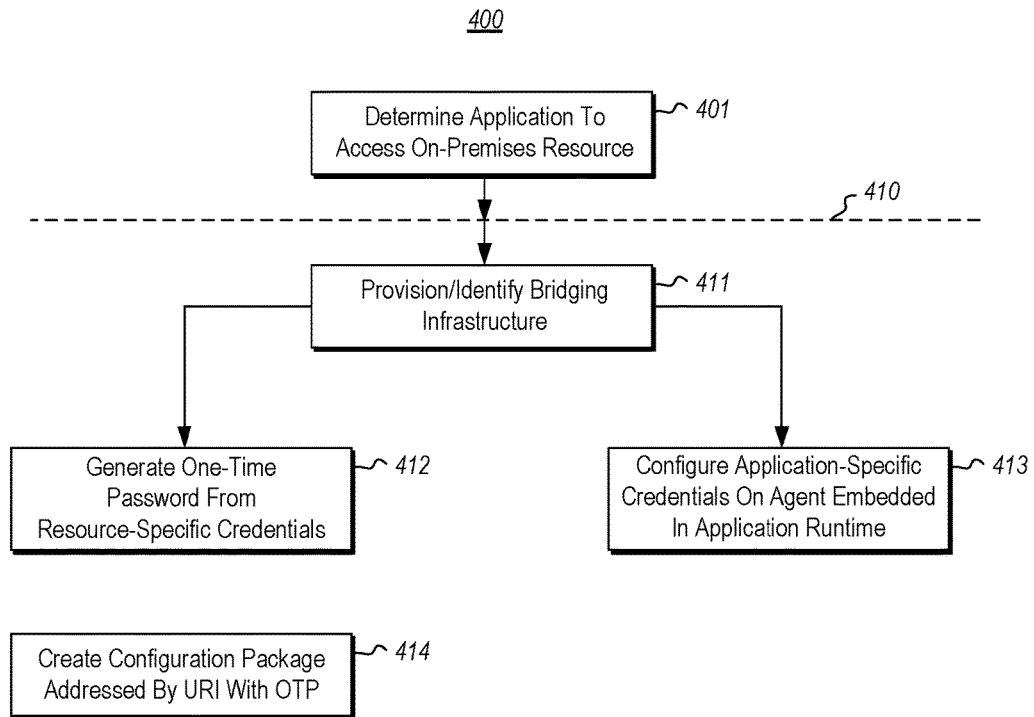 400
Determine Application To
Access On-Premises Resource
401
410
Provision/Identify Bridging
Infrastructure
411
Generate One-Time
Password From
Resource-Specific Credentials
412
Configure Application-Specific
Credentials On Agent Embedded
In Application Runtime
413
Create Configuration Package
Addressed By URI With OTP
414